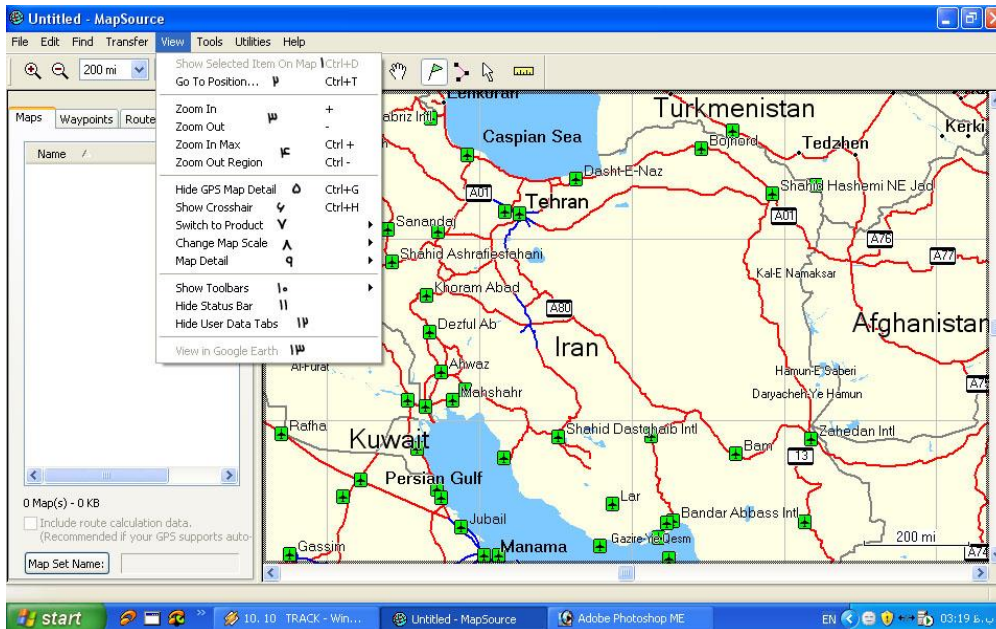 Untitled - MapSource
File Edit Find Transfer View Tools Utilities Help
200 mi
Show Selected Item On Map ۱ Ctrl+D
Go To Position... ۲ Ctrl+T
Zoom In +
۳
Zoom Out -
Zoom In Max Ctrl +
۴
Zoom Out Region Ctrl -
Hide GPS Map Detail ۵ Ctrl+G
Show Crosshair ۶ Ctrl+H
Switch to Product ۷
Change Map Scale ۸
Map Detail ۹
Show Toolbars ۱۰
Hide Status Bar ۱۱
Hide User Data Tabs ۱۲
View in Google Earth ۱۳
Maps Waypoints Route
Name
0 Map(s) - 0 KB
Include route calculation data.
(Recommended if your GPS supports auto-
Map Set Name:
Lenkoran
Turkmenistan
abriz Intl
Caspian Sea
Bojnord
Tedzhen
Kerki
Dasht-E-Naz
A01
Tehran
Shahid Hashemi NE Jad
A01
Sanandaj
A76
A77
Shahid Ashrafiesfahani
Kal-E Namaksar
Khoram Abad
A80
Dezful Ab
Iran
Afghanistan
Al-Furat
Ahwaz
Hamun-E Saberi
Mahshahr
Daryacheh-Ye Hamun
A75
Rafha
Kuwait
Shahid Dastghaib Intl
Zahedan Intl
Bam
13
Persian Gulf
Lar
Jubail
Bandar Abbass Intl
Gassim
Manama
Gazire-Ye-Qesm
200 mi
A74
start
10. 10 TRACK - Win...
Untitled - MapSource
Adobe Photoshop ME
EN
03:19 ب.ظ